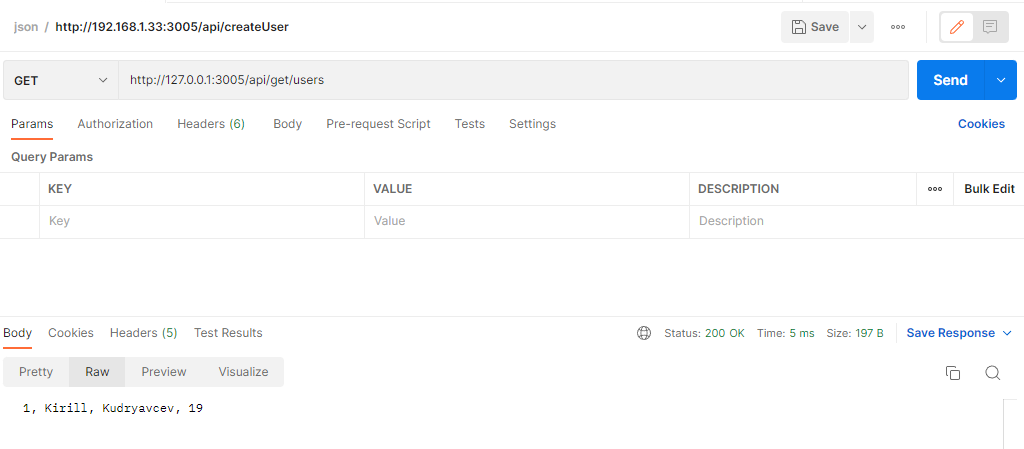 json / http://192.168.1.33:3005/api/createUser Save
GET http://127.0.0.1:3005/api/get/users Send
Params Authorization Headers (6) Body Pre-request Script Tests Settings Cookies
Query Params
KEY VALUE DESCRIPTION Bulk Edit
Key Value Description
Body Cookies Headers (5) Test Results Status: 200 OK Time: 5 ms Size: 197 B Save Response
Pretty Raw Preview Visualize
1, Kirill, Kudryavcev, 19